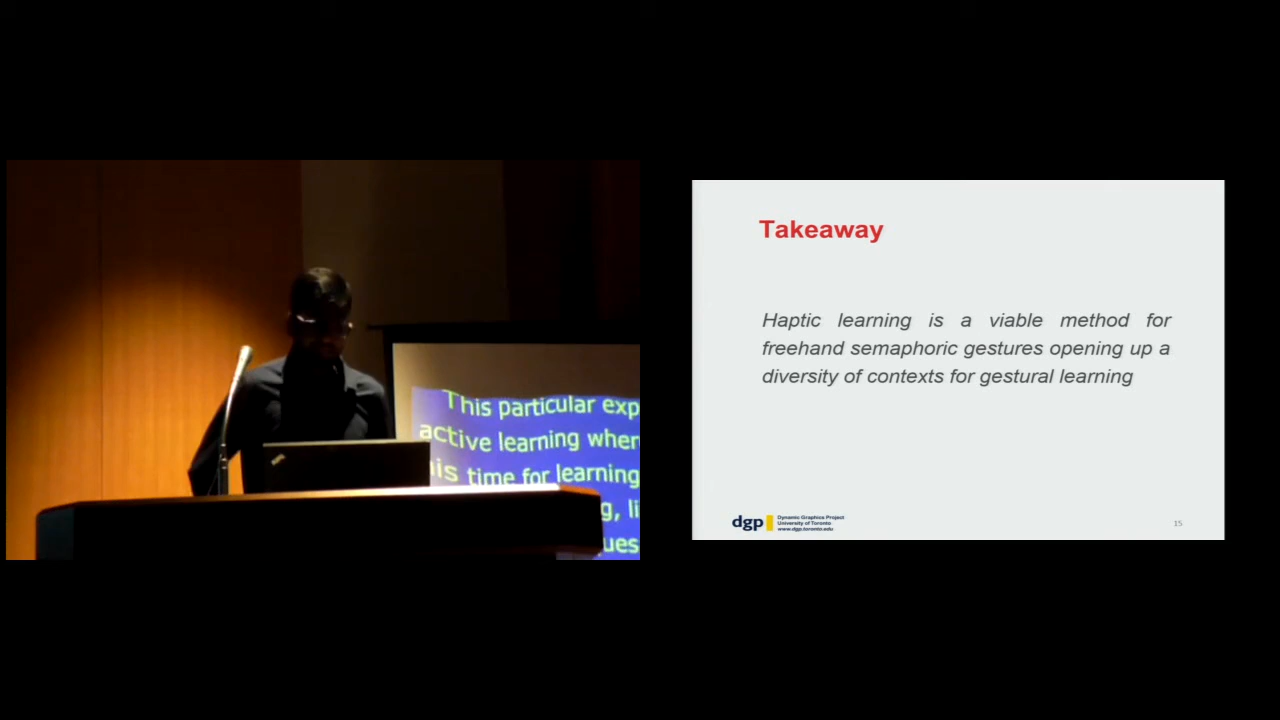 This particular exp
active learning wher
his time for learning
g, li
ues
Takeaway
Haptic learning is a viable method for
freehand semaphoric gestures opening up a
diversity of contexts for gestural learning
dgp
Dynamic Graphics Project
University of Toronto
www.dgp.toronto.edu
15